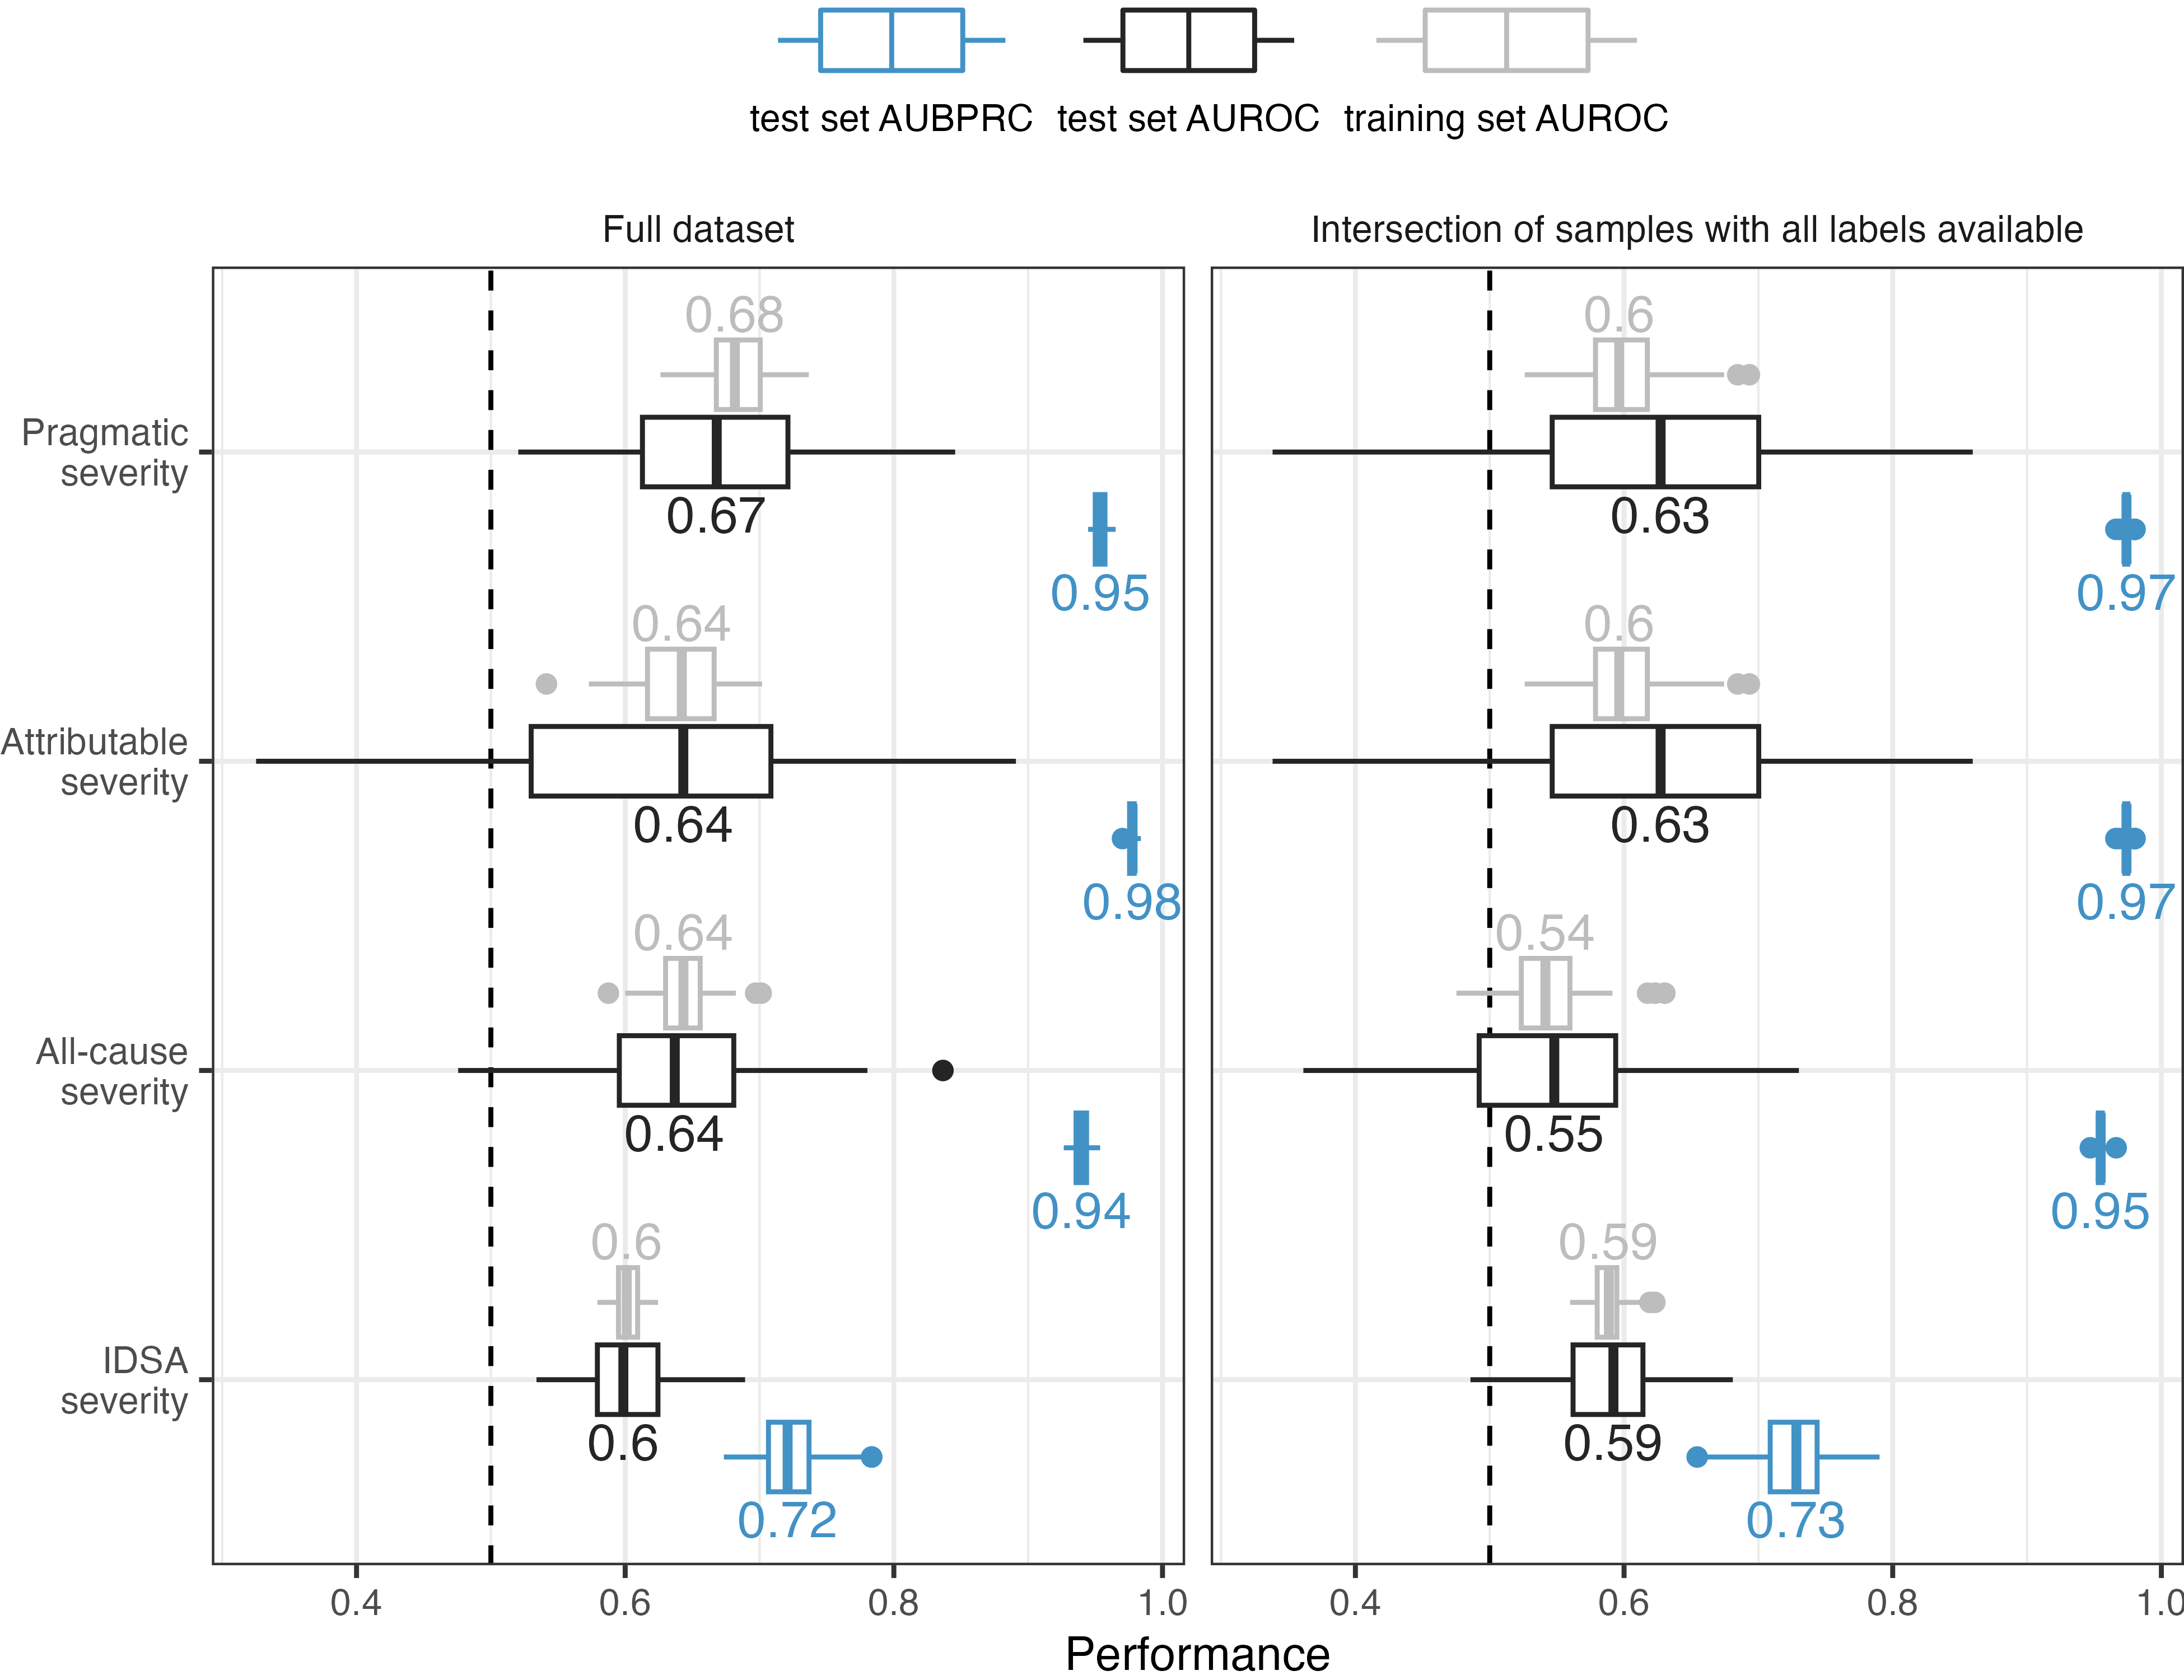 test set AUBPRC test set AUROC training set AUROC
Full dataset
Intersection of samples with all labels available
Pragmatic
severity
Attributable
severity
All-cause
severity
IDSA
severity
0.68
0.67
0.95
0.64
0.64
0.98
0.64
0.64
0.94
0.6
0.6
0.72
0.6
0.63
0.97
0.6
0.63
0.97
0.54
0.55
0.95
0.59
0.59
0.73
0.4 0.6 0.8 1.0
0.4 0.6 0.8 1.0
Performance